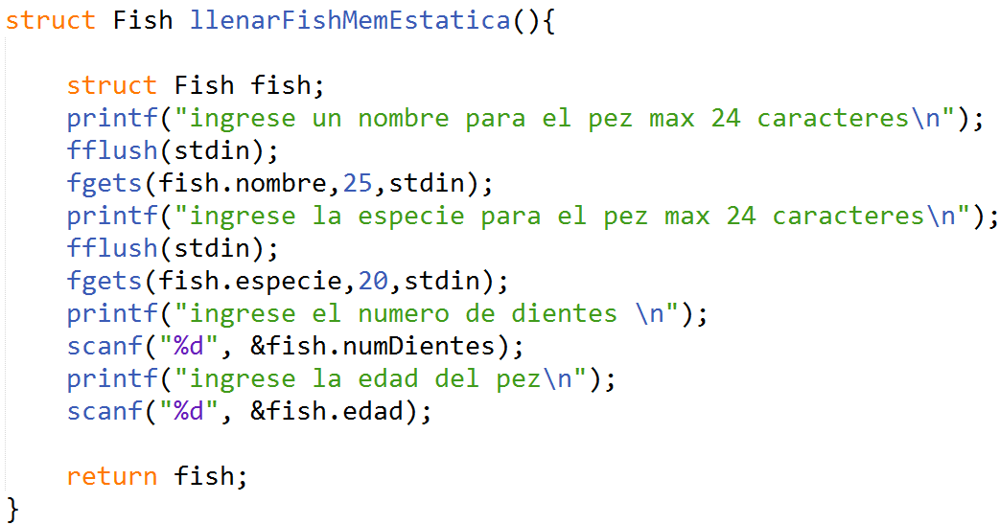 struct Fish llenarFishMemEstatica(){
struct Fish fish;
printf("ingrese un nombre para el pez max 24 caracteres\n");
fflush(stdin);
fgets(fish.nombre,25,stdin);
printf("ingrese la especie para el pez max 24 caracteres\n");
fflush(stdin);
fgets(fish.especie,20,stdin);
printf("ingrese el numero de dientes \n");
scanf("%d", &fish.numDientes);
printf("ingrese la edad del pez\n");
scanf("%d", &fish.edad);
return fish;
}